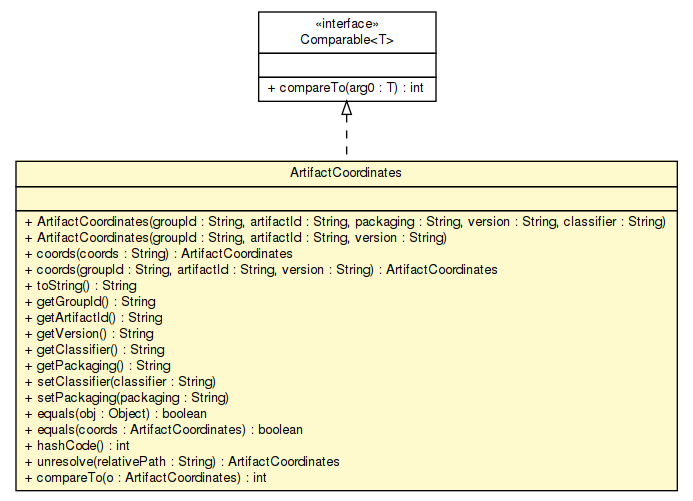 «interface»
Comparable<T>
+ compareTo(arg0 : T) : int
ArtifactCoordinates
+ ArtifactCoordinates(groupId : String, artifactId : String, packaging : String, version : String, classifier : String)
+ ArtifactCoordinates(groupId : String, artifactId : String, version : String)
+ coords(coords : String) : ArtifactCoordinates
+ coords(groupId : String, artifactId : String, version : String) : ArtifactCoordinates
+ toString() : String
+ getGroupId() : String
+ getArtifactId() : String
+ getVersion() : String
+ getClassifier() : String
+ getPackaging() : String
+ setClassifier(classifier : String)
+ setPackaging(packaging : String)
+ equals(obj : Object) : boolean
+ equals(coords : ArtifactCoordinates) : boolean
+ hashCode() : int
+ unresolve(relativePath : String) : ArtifactCoordinates
+ compareTo(o : ArtifactCoordinates) : int